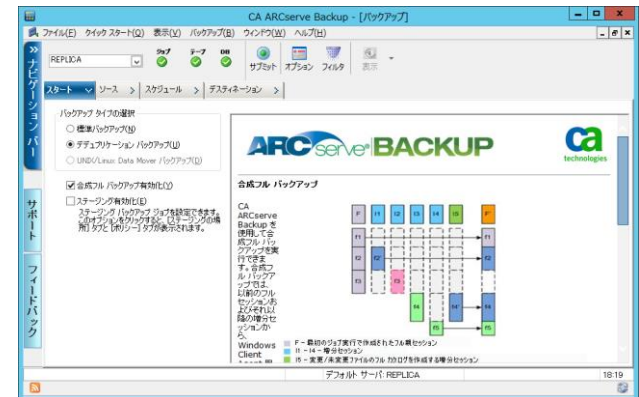 CA ARCserve Backup - [バックアップ]
ファイル(F) クイック スタート(Q) 表示(V) バックアップ(B) ウィンドウ(W) ヘルプ(H)
REPLICA
ジョブ テープ DB
サブミット オプション フィルタ 表示
ナビゲーション バー
サポート
フィードバック
スタート ソース スケジュール デスティネーション
バックアップ タイプの選択
標準バックアップ(N)
デデュプリケーション バックアップ(U)
UNIX/Linux Data Mover バックアップ(D)
合成フル バックアップ有効化(Y)
ステージング有効化(E)
ステージング バックアップ ジョブを設定できます。
このオプションをクリックすると、[ステージングの場
所] タブと [ポリシー] タブが表示されます。
ARCserve® BACKUP
ca
technologies
合成フル バックアップ
CA
ARCserve
Backup を
使用して合
成フル バッ
クアップを実
行できま
す。合成フ
ル バックア
ップでは、
以前のフル
セッションお
よびそれ以
降の増分セ
ッションか
ら、
Windows
Client
F I1 I2 I3 I4 I5 F'
f1 f1
f2 f2' f2
f3 f3
f4 f4' f4
f5 f5
F - 最初のジョブ実行で作成されたフル親セッション
I1 - I4 - 増分セッション
I5 - 変更/未変更ファイルのフル カタログを作成する増分セッション
デフォルト サーバ: REPLICA
18:19